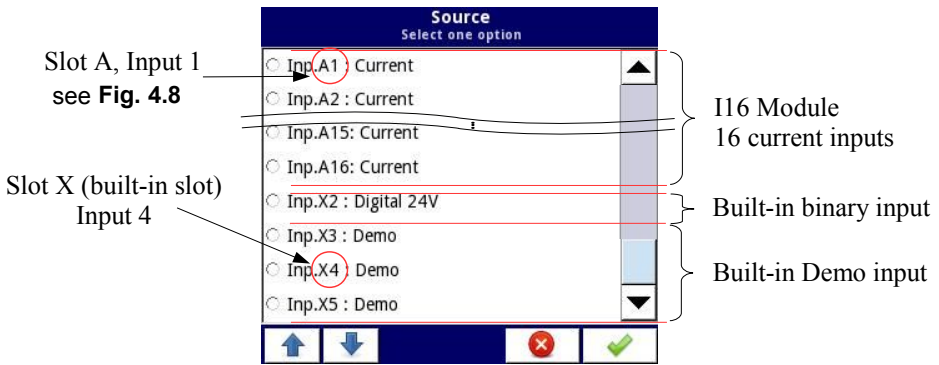 Source
Select one option
Slot A, Input 1
see Fig. 4.8
Inp.A1 : Current
Inp.A2 : Current
Inp.A15: Current
Inp.A16: Current
I16 Module
16 current inputs
Slot X (built-in slot)
Input 4
Inp.X2 : Digital 24V
Built-in binary input
Inp.X3 : Demo
Inp.X4 : Demo
Inp.X5 : Demo
Built-in Demo input